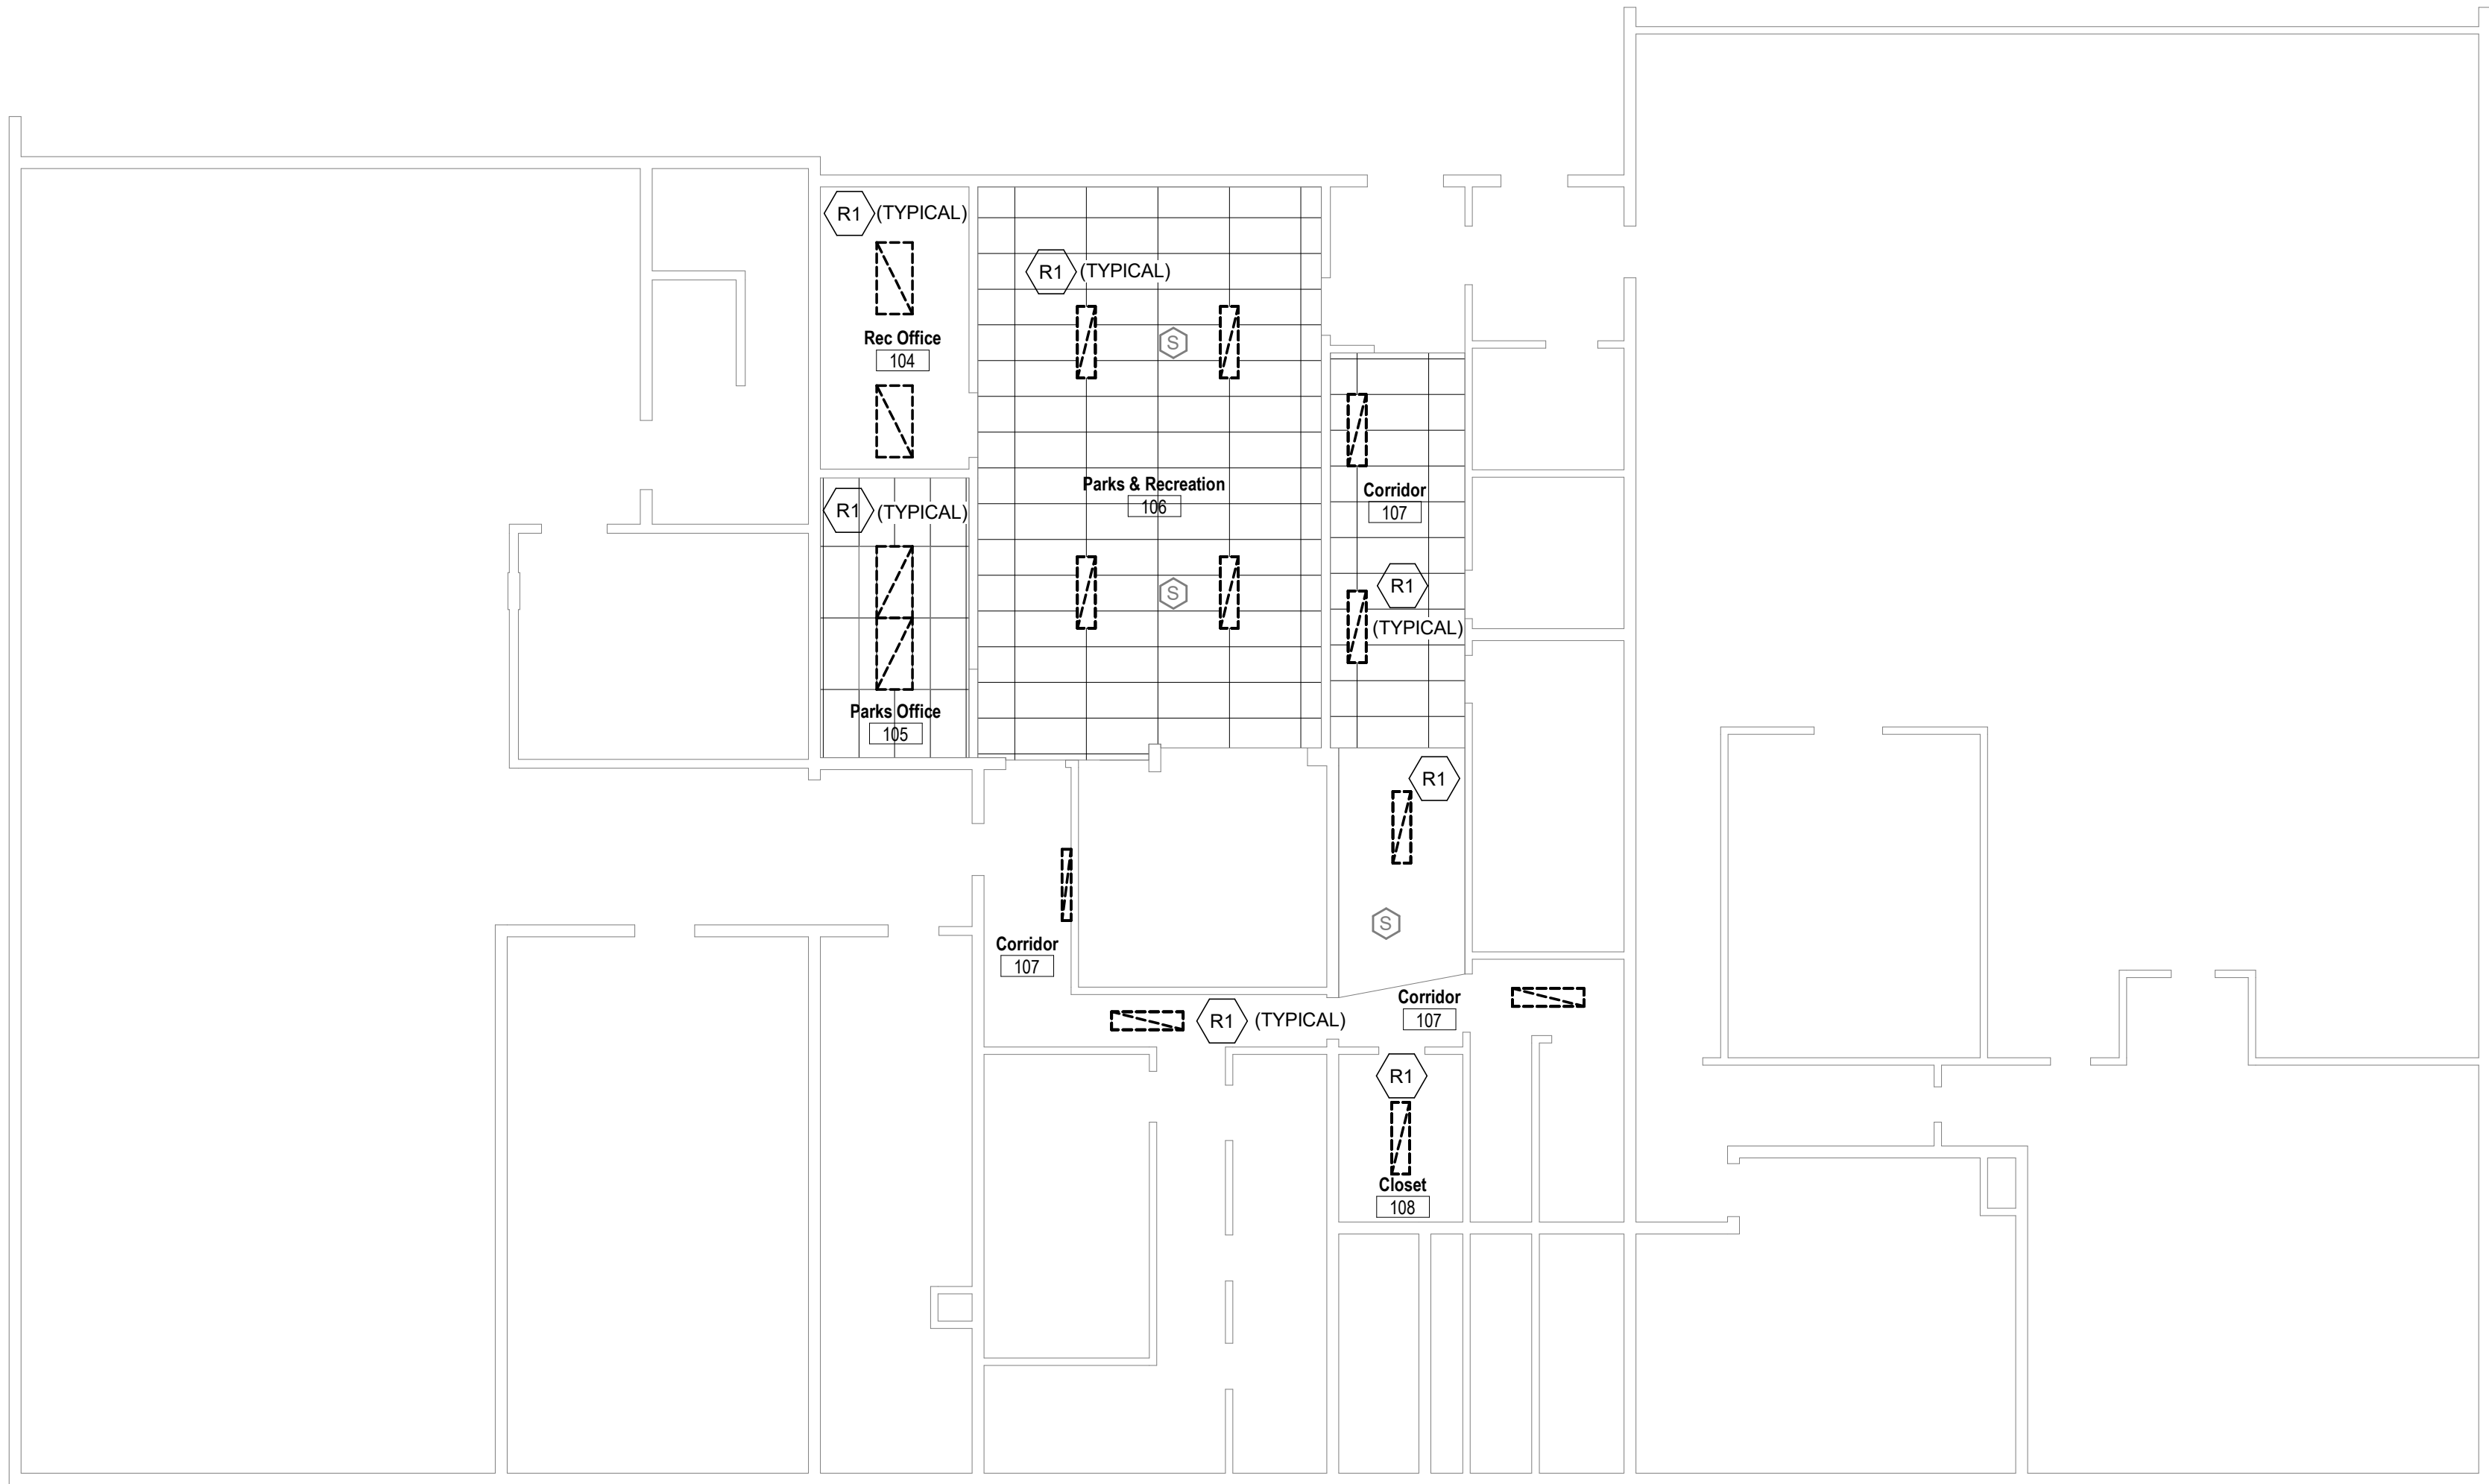 R1 (TYPICAL)
Rec Office
104
R1 (TYPICAL)
S
Parks & Recreation
106
Corridor
107
R1 (TYPICAL)
Parks Office
105
S
R1
(TYPICAL)
R1
S
Corridor
107
R1 (TYPICAL)
Corridor
107
R1
Closet
108